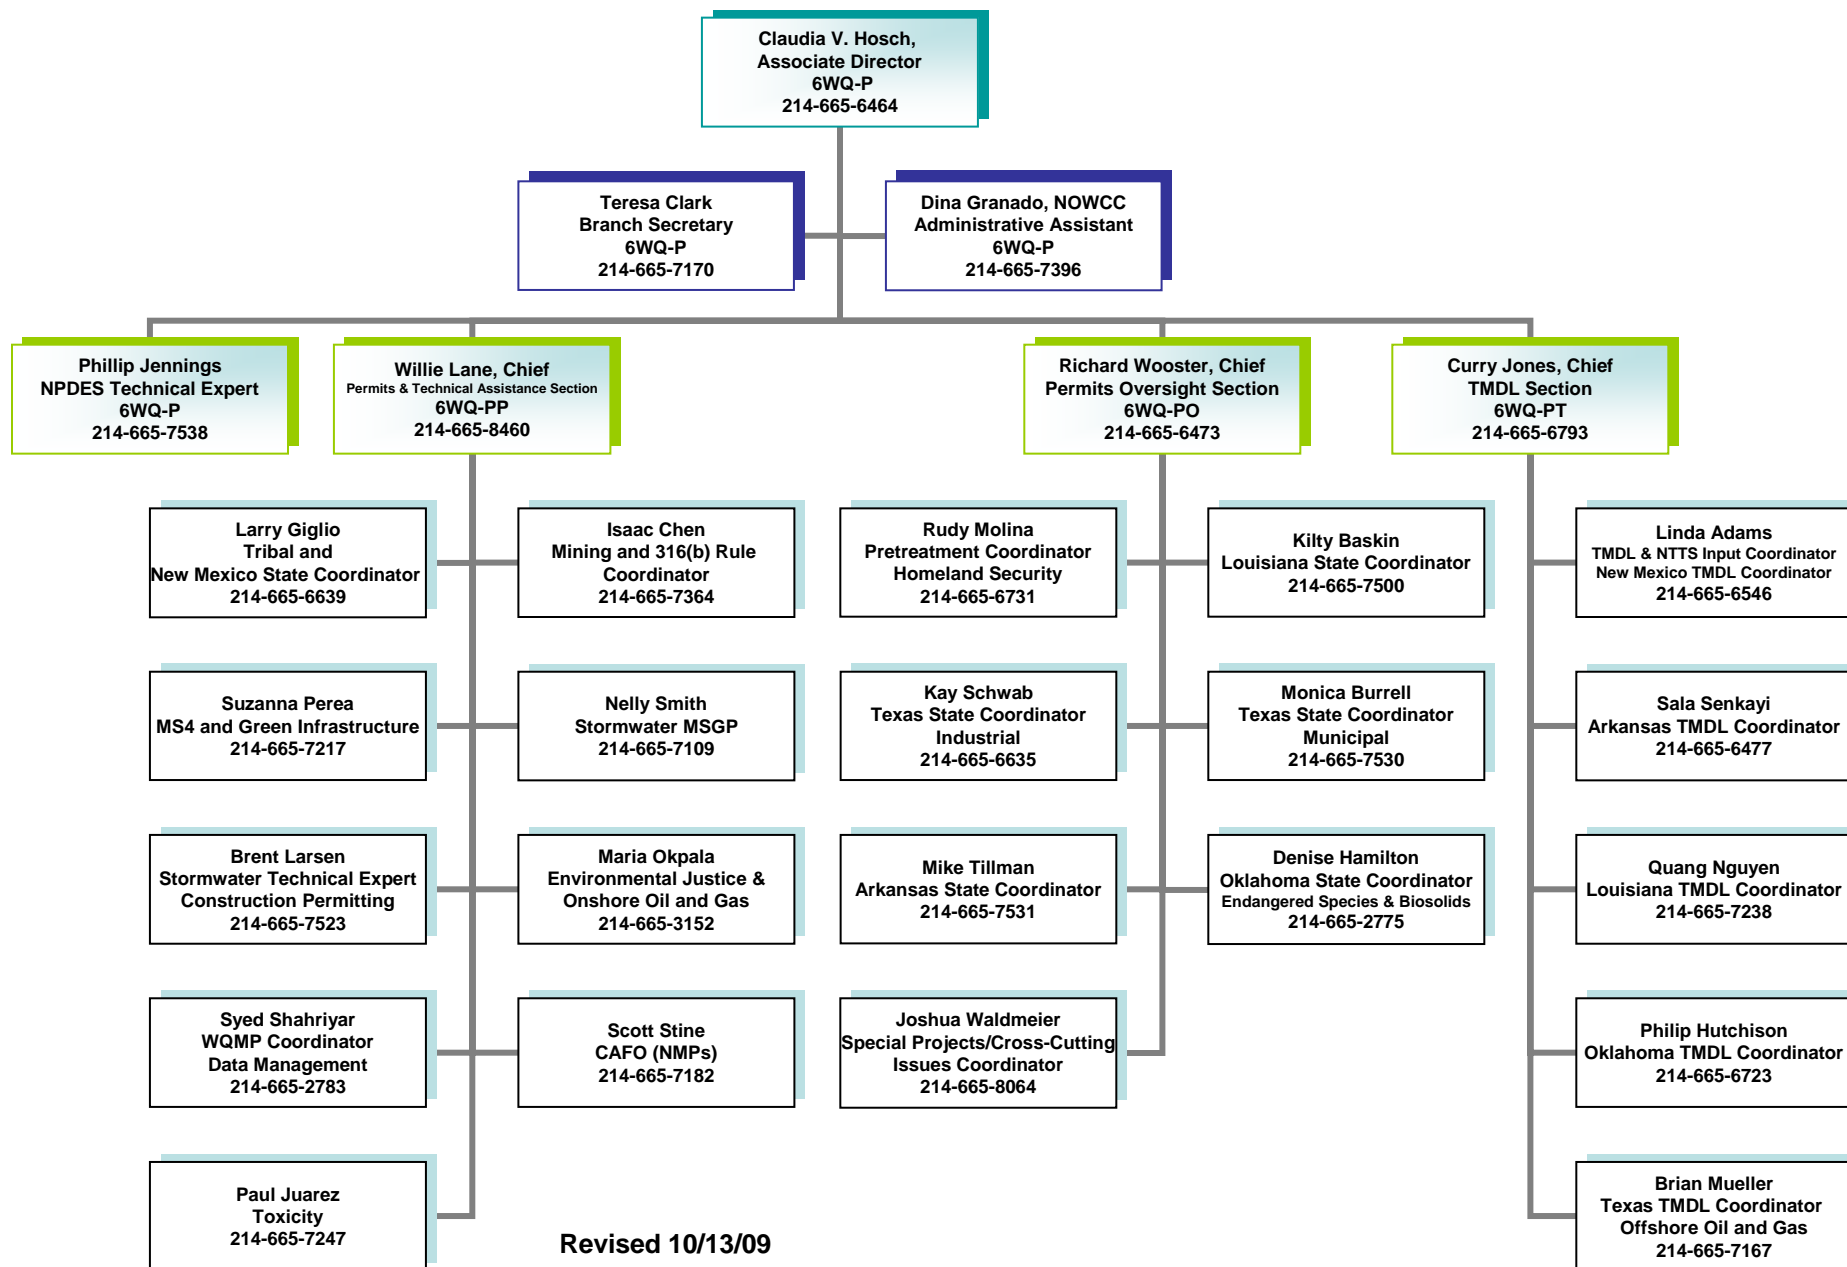 Claudia V. Hosch,
Associate Director
6WQ-P
214-665-6464
Teresa Clark
Branch Secretary
6WQ-P
214-665-7170
Dina Granado, NOWCC
Administrative Assistant
6WQ-P
214-665-7396
Phillip Jennings
NPDES Technical Expert
6WQ-P
214-665-7538
Willie Lane, Chief
Permits & Technical Assistance Section
6WQ-PP
214-665-8460
Richard Wooster, Chief
Permits Oversight Section
6WQ-PO
214-665-6473
Curry Jones, Chief
TMDL Section
6WQ-PT
214-665-6793
Larry Giglio
Tribal and
New Mexico State Coordinator
214-665-6639
Isaac Chen
Mining and 316(b) Rule
Coordinator
214-665-7364
Rudy Molina
Pretreatment Coordinator
Homeland Security
214-665-6731
Kilty Baskin
Louisiana State Coordinator
214-665-7500
Linda Adams
TMDL & NTTS Input Coordinator
New Mexico TMDL Coordinator
214-665-6546
Suzanna Perea
MS4 and Green Infrastructure
214-665-7217
Nelly Smith
Stormwater MSGP
214-665-7109
Kay Schwab
Texas State Coordinator
Industrial
214-665-6635
Monica Burrell
Texas State Coordinator
Municipal
214-665-7530
Sala Senkayi
Arkansas TMDL Coordinator
214-665-6477
Brent Larsen
Stormwater Technical Expert
Construction Permitting
214-665-7523
Maria Okpala
Environmental Justice &
Onshore Oil and Gas
214-665-3152
Mike Tillman
Arkansas State Coordinator
214-665-7531
Denise Hamilton
Oklahoma State Coordinator
Endangered Species & Biosolids
214-665-2775
Quang Nguyen
Louisiana TMDL Coordinator
214-665-7238
Syed Shahriyar
WQMP Coordinator
Data Management
214-665-2783
Scott Stine
CAFO (NMPs)
214-665-7182
Joshua Waldmeier
Special Projects/Cross-Cutting
Issues Coordinator
214-665-8064
Philip Hutchison
Oklahoma TMDL Coordinator
214-665-6723
Paul Juarez
Toxicity
214-665-7247
Brian Mueller
Texas TMDL Coordinator
Offshore Oil and Gas
214-665-7167
Revised 10/13/09